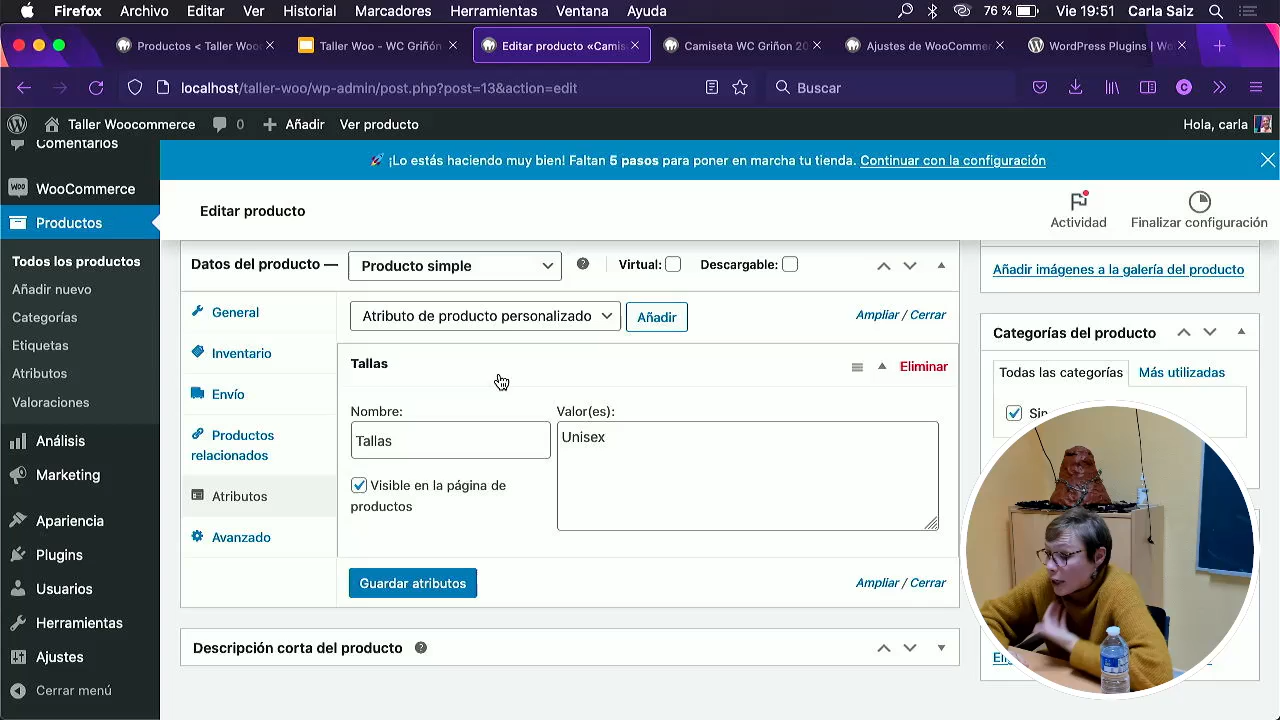 Firefox Archivo Editar Ver Historial Marcadores Herramientas Ventana Ayuda 76 % Vie 19:51 Carla Saiz
Productos < Taller Woo
Taller Woo - WC Griñón
Editar producto «Camis
Camiseta WC Griñon 20
Ajustes de WooCommer
WordPress Plugins | Wo
localhost/taller-woo/wp-admin/post.php?post=13&action=edit
Buscar
Taller Woocommerce 0 Añadir Ver producto Hola, carla
Comentarios
WooCommerce
Productos
Todos los productos
Añadir nuevo
Categorías
Etiquetas
Atributos
Valoraciones
Análisis
Marketing
Apariencia
Plugins
Usuarios
Herramientas
Ajustes
Cerrar menú
¡Lo estás haciendo muy bien! Faltan 5 pasos para poner en marcha tu tienda. Continuar con la configuración
Editar producto
Actividad
Finalizar configuración
Datos del producto — Producto simple Virtual: Descargable:
General
Inventario
Envío
Productos
relacionados
Atributos
Avanzado
Atributo de producto personalizado Añadir Ampliar / Cerrar
Tallas Eliminar
Nombre: Valor(es):
Tallas Unisex
Visible en la página de
productos
Guardar atributos Ampliar / Cerrar
Descripción corta del producto
Añadir imágenes a la galería del producto
Categorías del producto
Todas las categorías Más utilizadas
Sin